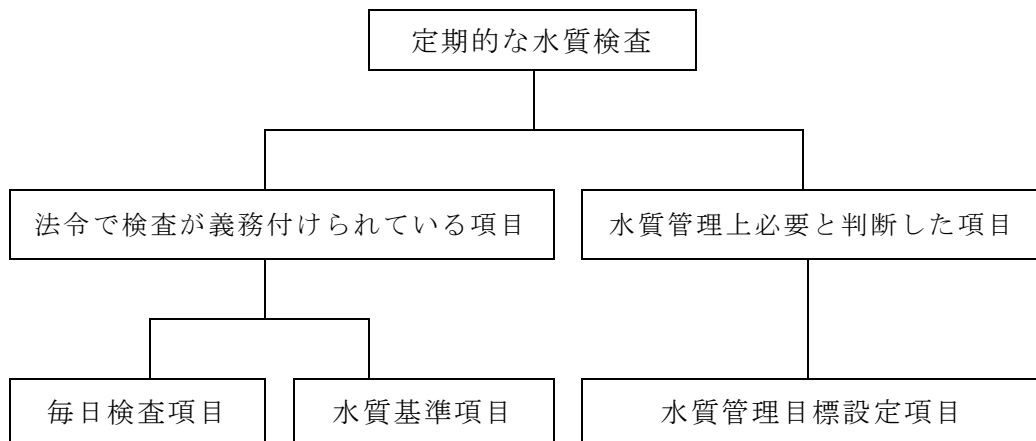 定期的な水質検査
法令で検査が義務付けられている項目
水質管理上必要と判断した項目
毎日検査項目
水質基準項目
水質管理目標設定項目